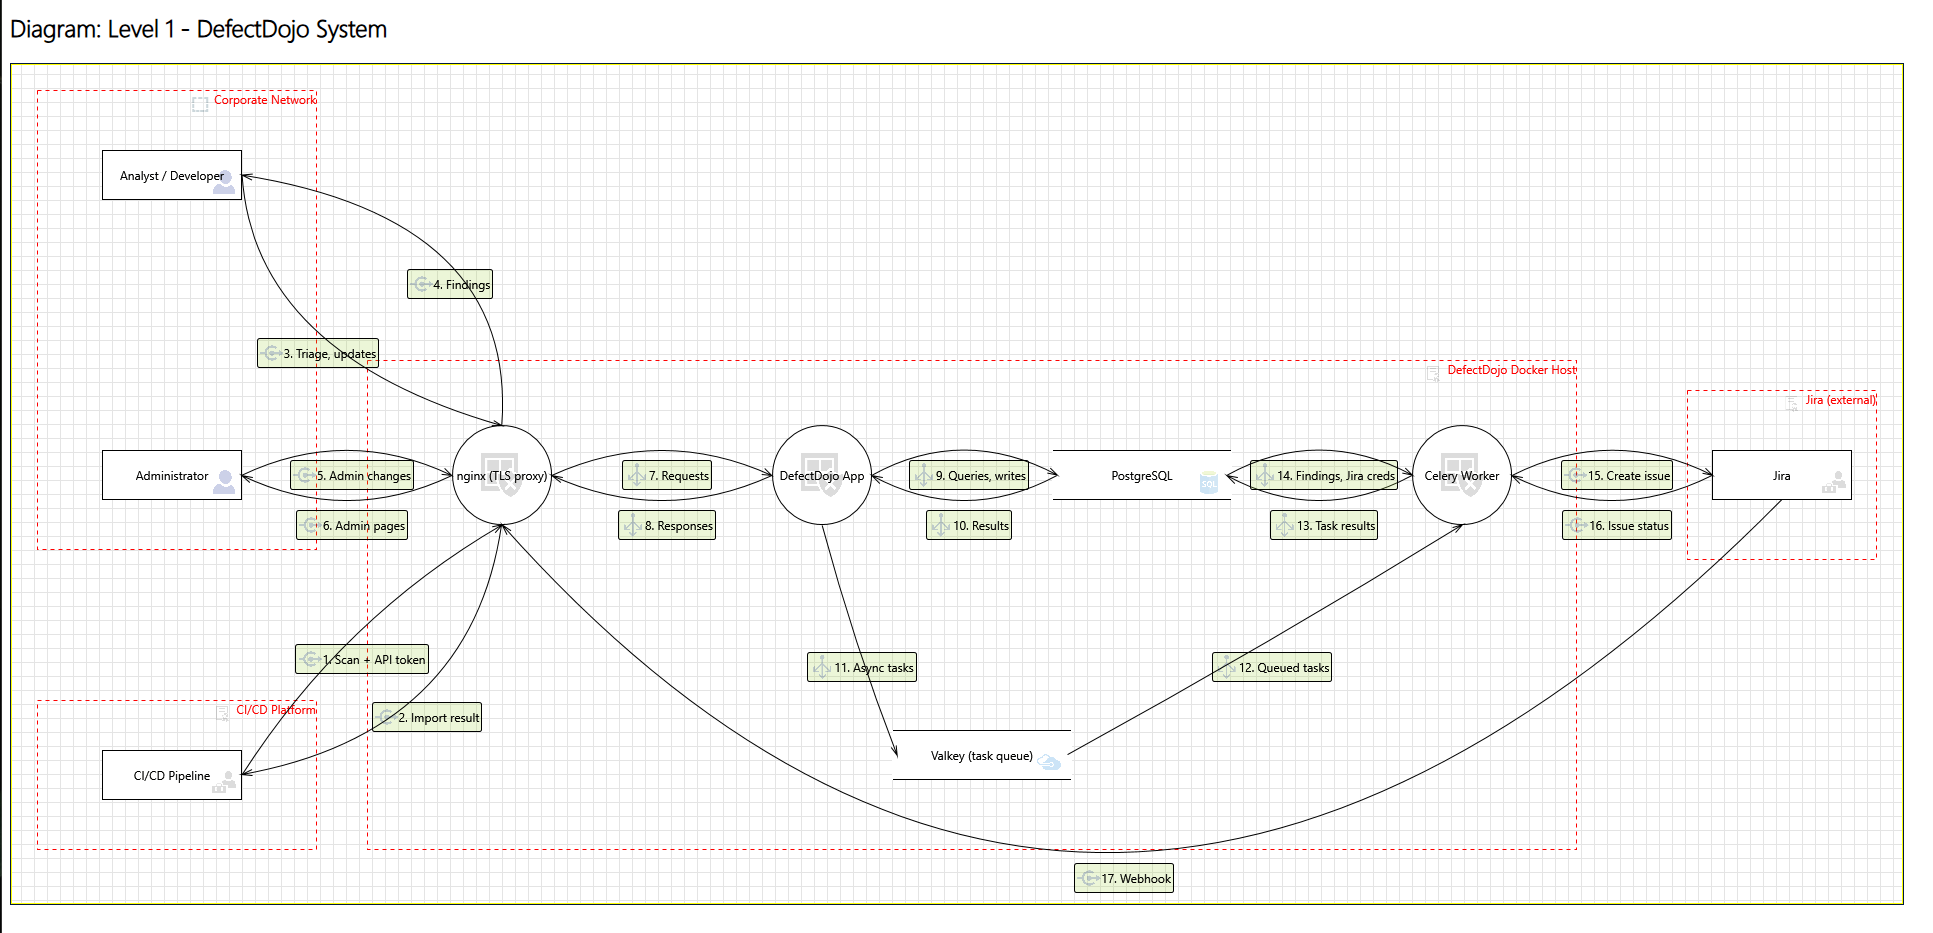 Diagram: Level 1 - DefectDojo System
Corporate Network
Analyst / Developer
4. Findings
3. Triage, updates
DefectDojo Docker Host
Jira (external)
Administrator
5. Admin changes
6. Admin pages
nginx (TLS proxy)
7. Requests
8. Responses
DefectDojo App
9. Queries, writes
10. Results
PostgreSQL
SQL
14. Findings, Jira creds
13. Task results
Celery Worker
15. Create issue
16. Issue status
Jira
1. Scan + API token
11. Async tasks
12. Queued tasks
CI/CD Platform
2. Import result
CI/CD Pipeline
Valkey (task queue)
17. Webhook